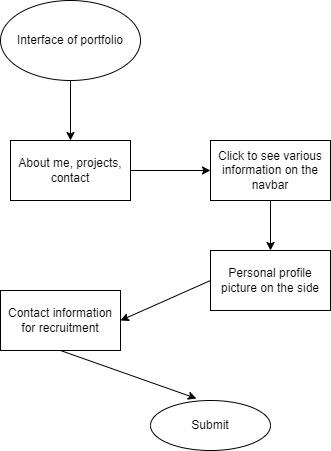 Interface of portfolio
About me, projects,
contact
Click to see various
information on the
navbar
Personal profile
picture on the side
Contact information
for recruitment
Submit